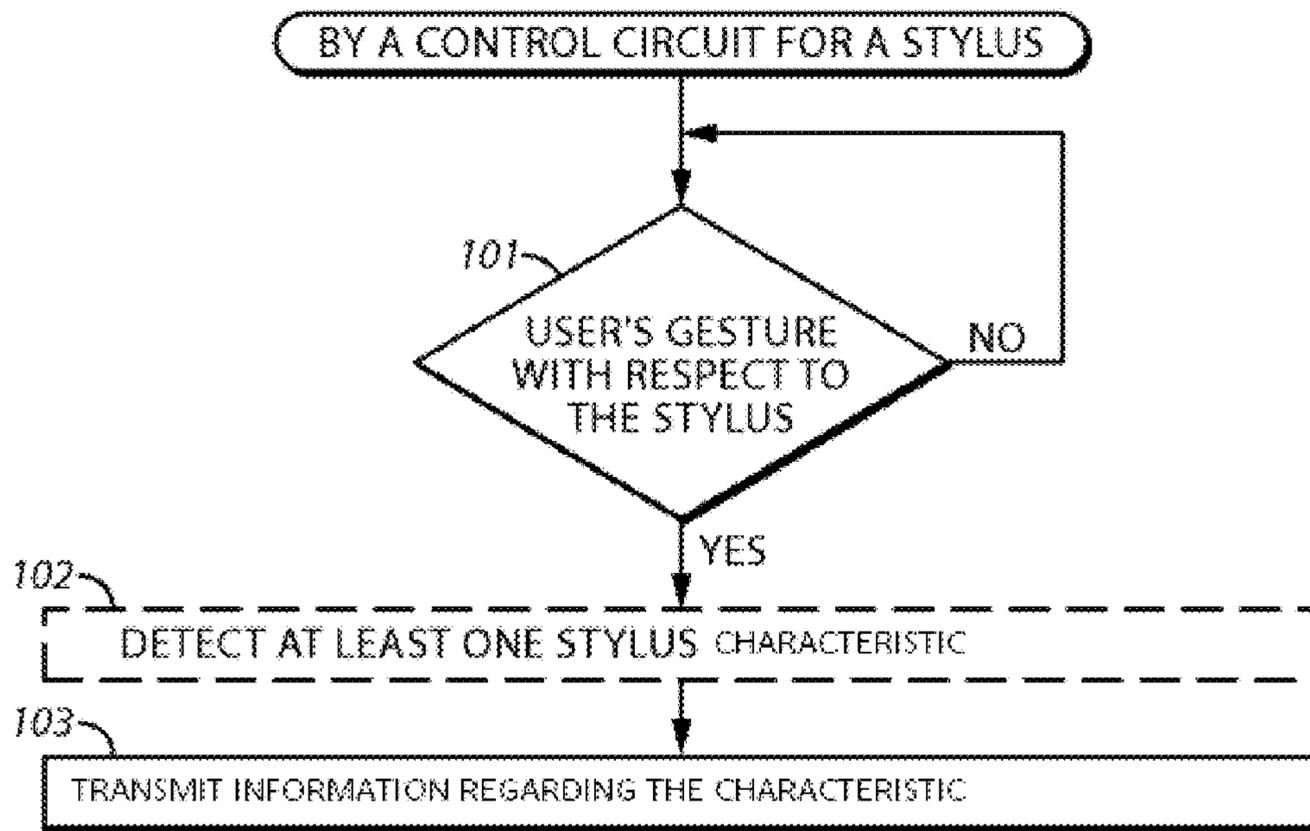 BY A CONTROL CIRCUIT FOR A STYLUS
101
USER'S GESTURE
WITH RESPECT TO
THE STYLUS
NO
YES
102
DETECT AT LEAST ONE STYLUS CHARACTERISTIC
103
TRANSMIT INFORMATION REGARDING THE CHARACTERISTIC